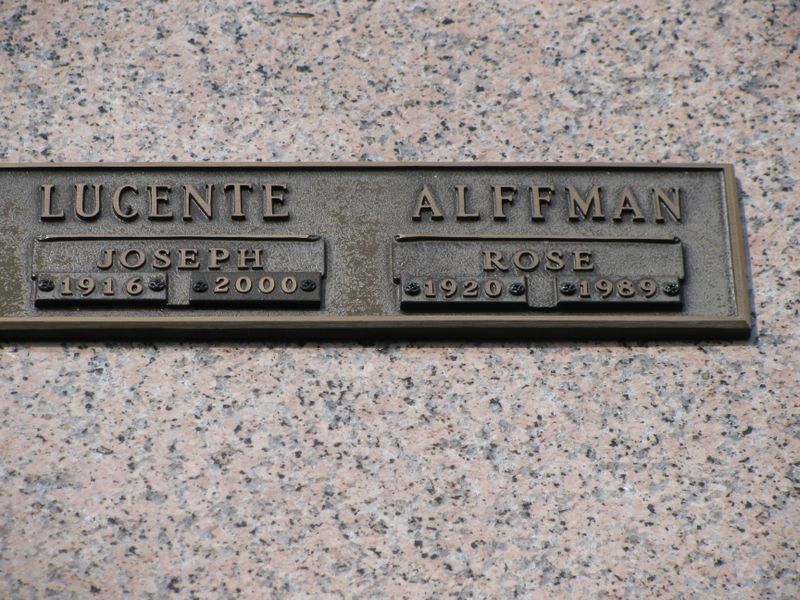 LUCENTE
JOSEPH
1916 2000
ALFFMAN
ROSE
1920 1989